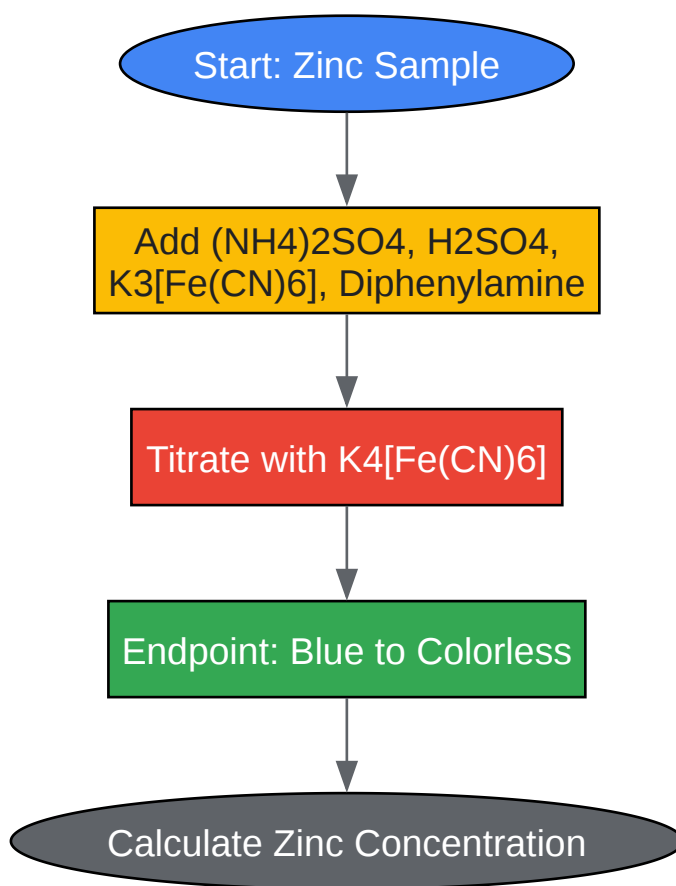 Start: Zinc Sample
Add (NH4)2SO4, H2SO4,
K3[Fe(CN)6], Diphenylamine
Titrate with K4[Fe(CN)6]
Endpoint: Blue to Colorless
Calculate Zinc Concentration